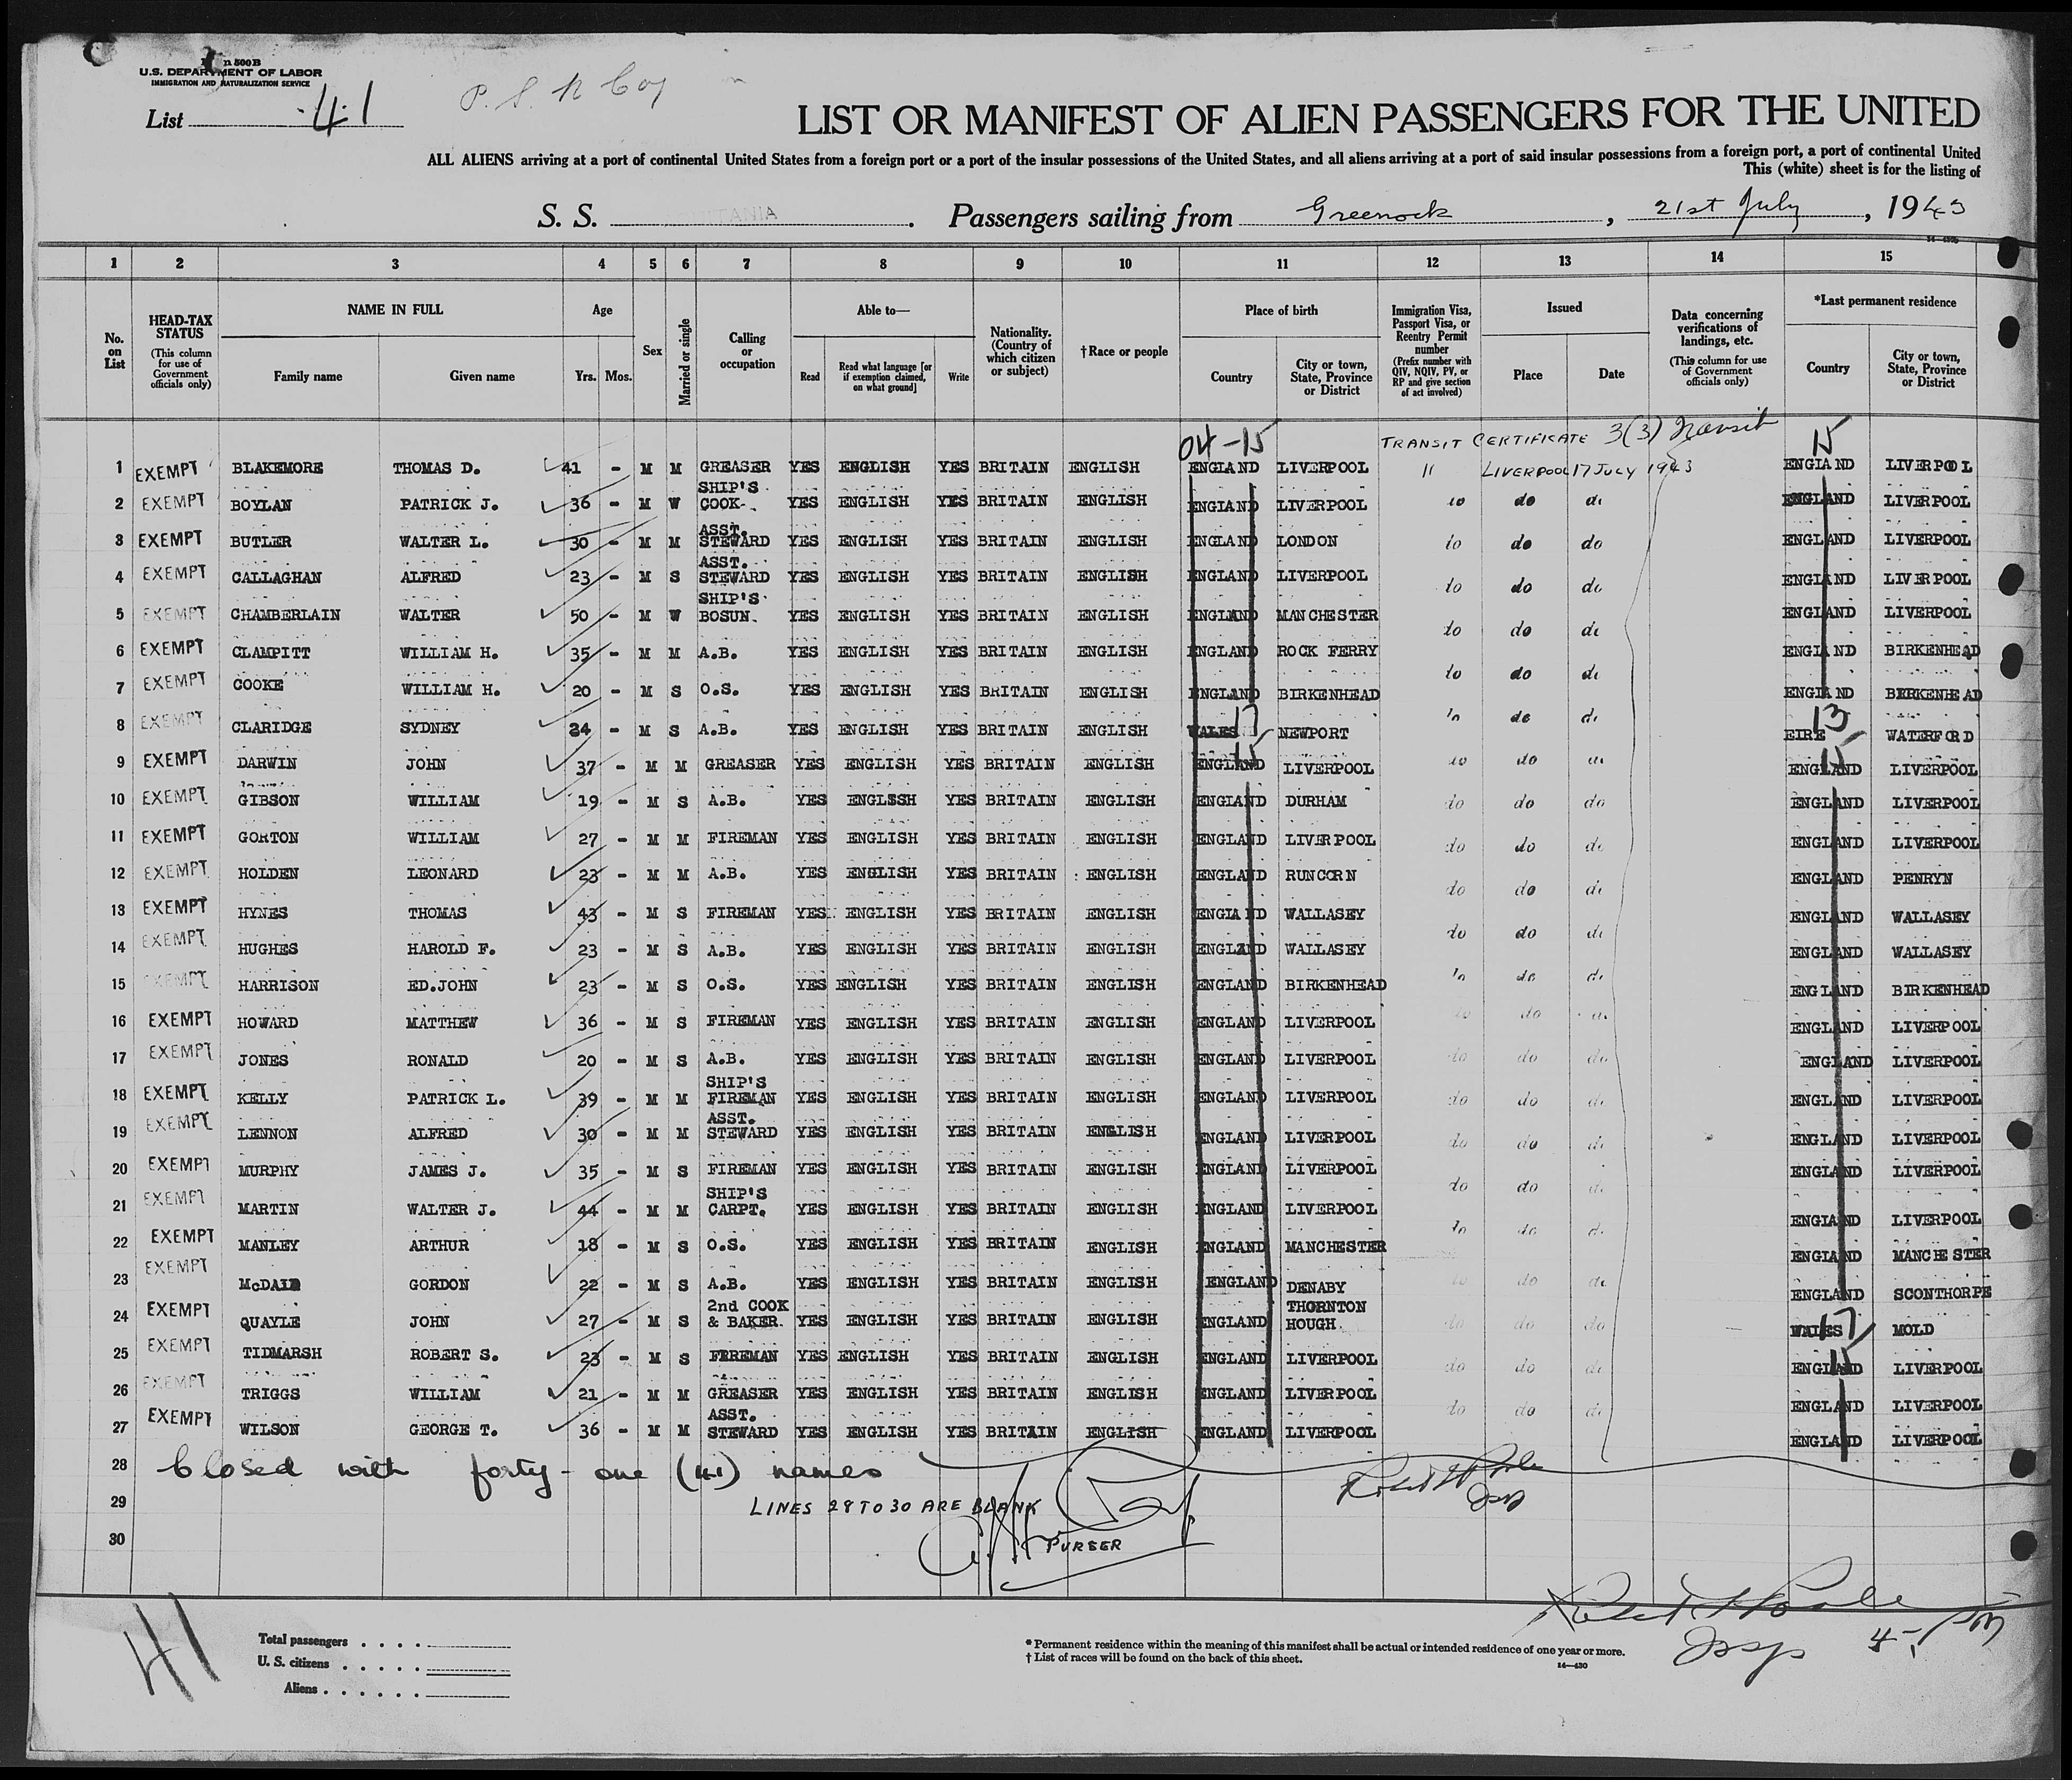 U.S. DEPARTMENT OF LABOR
IMMIGRATION AND NATURALIZATION SERVICE
List 41
P. S. N Coy
LIST OR MANIFEST OF ALIEN PASSENGERS FOR THE UNITED
ALL ALIENS arriving at a port of continental United States from a foreign port or a port of the insular possessions of the United States, and all aliens arriving at a port of said insular possessions from a foreign port, a port of continental United
This (white) sheet is for the listing of
S. S. Passengers sailing from Greenock, 21st July, 1943
1 2 3 4 5 6 7 8 9 10 11 12 13 14 15
No. on List
HEAD-TAX STATUS (This column for use of Government officials only)
NAME IN FULL Family name Given name
Age Yrs. Mos.
Sex
Married or single
Calling or occupation
Able to— Read Read what language [or if exemption claimed, on what ground] Write
Nationality. (Country of which citizen or subject)
†Race or people
Place of birth Country City or town, State, Province or District
Immigration Visa, Passport Visa, or Reentry Permit number (Prefix number with QIV, NQIV, PV, or RP and give section of act involved)
Issued Place Date
Data concerning verifications of landings, etc. (This column for use of Government officials only)
*Last permanent residence Country City or town, State, Province or District
04-15 TRANSIT CERTIFICATE 3(3) Transit 15
1 EXEMPT BLAKEMORE THOMAS D. 41 - M M GREASER YES ENGLISH YES BRITAIN ENGLISH ENGLAND LIVERPOOL " LIVERPOOL 17 JULY 1943 ENGLAND LIVERPOOL
2 EXEMPT BOYLAN PATRICK J. 36 - M W SHIP'S COOK. YES ENGLISH YES BRITAIN ENGLISH ENGLAND LIVERPOOL do do do ENGLAND LIVERPOOL
3 EXEMPT BUTLER WALTER L. 30 - M M ASST. STEWARD YES ENGLISH YES BRITAIN ENGLISH ENGLAND LONDON do do do ENGLAND LIVERPOOL
4 EXEMPT CALLAGHAN ALFRED 23 - M S ASST. STEWARD YES ENGLISH YES BRITAIN ENGLISH ENGLAND LIVERPOOL do do do ENGLAND LIVERPOOL
5 EXEMPT CHAMBERLAIN WALTER 50 - M W SHIP'S BOSUN. YES ENGLISH YES BRITAIN ENGLISH ENGLAND MANCHESTER do do do ENGLAND LIVERPOOL
6 EXEMPT CLAMPITT WILLIAM H. 35 - M M A.B. YES ENGLISH YES BRITAIN ENGLISH ENGLAND ROCK FERRY do do do ENGLAND BIRKENHEAD
7 EXEMPT COOKE WILLIAM H. 20 - M S O.S. YES ENGLISH YES BRITAIN ENGLISH ENGLAND BIRKENHEAD do do do ENGLAND BERKENHEAD
8 EXEMPT CLARIDGE SYDNEY 24 - M S A.B. YES ENGLISH YES BRITAIN ENGLISH WALES 17 NEWPORT do do do EIRE 13 WATERFORD
9 EXEMPT DARWIN JOHN 37 - M M GREASER YES ENGLISH YES BRITAIN ENGLISH ENGLAND 15 LIVERPOOL do do do ENGLAND 15 LIVERPOOL
10 EXEMPT GIBSON WILLIAM 19 - M S A.B. YES ENGLSSH YES BRITAIN ENGLISH ENGLAND DURHAM do do do ENGLAND LIVERPOOL
11 EXEMPT GORTON WILLIAM 27 - M M FIREMAN YES ENGLISH YES BRITAIN ENGLISH ENGLAND LIVERPOOL do do do ENGLAND LIVERPOOL
12 EXEMPT HOLDEN LEONARD 23 - M M A.B. YES ENGLISH YES BRITAIN ENGLISH ENGLAND RUNCORN do do do ENGLAND PENRYN
13 EXEMPT HYNES THOMAS 43 - M S FIREMAN YES ENGLISH YES BRITAIN ENGLISH ENGLAND WALLASEY do do do ENGLAND WALLASEY
14 EXEMPT HUGHES HAROLD F. 23 - M S A.B. YES ENGLISH YES BRITAIN ENGLISH ENGLAND WALLASEY do do do ENGLAND WALLASEY
15 EXEMPT HARRISON ED.JOHN 23 - M S O.S. YES ENGLISH YES BRITAIN ENGLISH ENGLAND BIRKENHEAD do do do ENGLAND BIRKENHEAD
16 EXEMPT HOWARD MATTHEW 36 - M S FIREMAN YES ENGLISH YES BRITAIN ENGLISH ENGLAND LIVERPOOL do do do ENGLAND LIVERPOOL
17 EXEMPT JONES RONALD 20 - M S A.B. YES ENGLISH YES BRITAIN ENGLISH ENGLAND LIVERPOOL do do do ENGLAND LIVERPOOL
18 EXEMPT KELLY PATRICK L. 39 - M M SHIP'S FIREMAN YES ENGLISH YES BRITAIN ENGLISH ENGLAND LIVERPOOL do do do ENGLAND LIVERPOOL
19 EXEMPT LENNON ALFRED 30 - M M ASST. STEWARD YES ENGLISH YES BRITAIN ENGLISH ENGLAND LIVERPOOL do do do ENGLAND LIVERPOOL
20 EXEMPT MURPHY JAMES J. 35 - M S FIREMAN YES ENGLISH YES BRITAIN ENGLISH ENGLAND LIVERPOOL do do do ENGLAND LIVERPOOL
21 EXEMPT MARTIN WALTER J. 44 - M M SHIP'S CARPT. YES ENGLISH YES BRITAIN ENGLISH ENGLAND LIVERPOOL do do do ENGLAND LIVERPOOL
22 EXEMPT MANLEY ARTHUR 18 - M S O.S. YES ENGLISH YES BRITAIN ENGLISH ENGLAND MANCHESTER ENGLAND MANCHESTER
23 EXEMPT McDAID GORDON 22 - M S A.B. YES ENGLISH YES BRITAIN ENGLISH ENGLAND DENABY do do do ENGLAND SCONTHORPE
24 EXEMPT QUAYLE JOHN 27 - M S 2nd COOK & BAKER. YES ENGLISH YES BRITAIN ENGLISH ENGLAND THORNTON HOUGH. do do do WALES 17 MOLD
25 EXEMPT TIDMARSH ROBERT S. 23 - M S FEREMAN YES ENGLISH YES BRITAIN ENGLISH ENGLAND LIVERPOOL do do do ENGLAND 15 LIVERPOOL
26 EXEMPT TRIGGS WILLIAM 21 - M M GREASER YES ENGLISH YES BRITAIN ENGLISH ENGLAND LIVERPOOL do do do ENGLAND LIVERPOOL
27 EXEMPT WILSON GEORGE T. 36 - M M ASST. STEWARD YES ENGLISH YES BRITAIN ENGLISH ENGLAND LIVERPOOL ENGLAND LIVERPOOL
28 Closed with forty-one (41) names
29 LINES 28 TO 30 ARE BLANK
30 PURSER
41
Total passengers
U. S. citizens
Aliens
* Permanent residence within the meaning of this manifest shall be actual or intended residence of one year or more.
† List of races will be found on the back of this sheet.
14—430